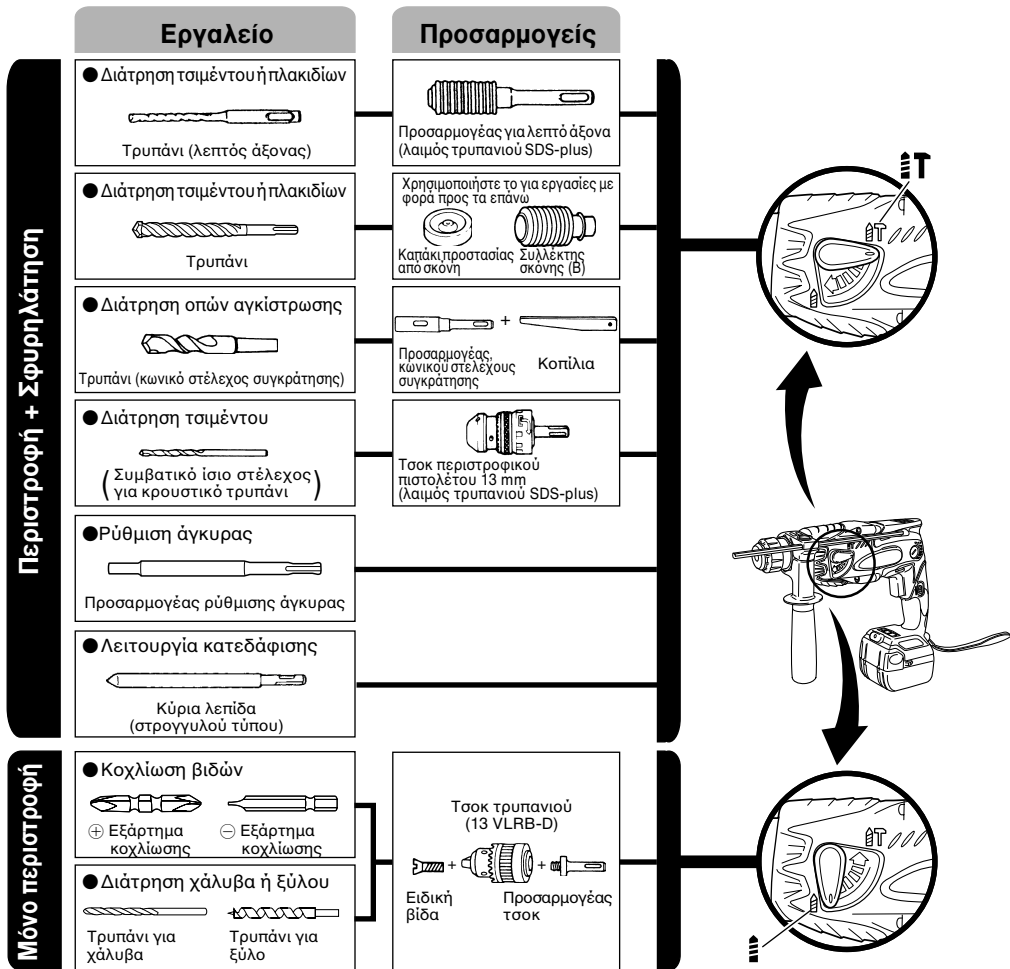 Εργαλείο
Προσαρμογείς
Περιστροφή + Σφυρηλάτηση
● Διάτρηση τσιμέντου ή πλακιδίων
Τρυπάνι (λεπτός άξονας)
Προσαρμογέας για λεπτό άξονα
(λαιμός τρυπανιού SDS-plus)
● Διάτρηση τσιμέντου ή πλακιδίων
Τρυπάνι
Χρησιμοποιήστε το για εργασίες με
φορά προς τα επάνω
Καπάκι προστασίας
από σκόνη
Συλλέκτης
σκόνης (B)
● Διάτρηση οπών αγκίστρωσης
Τρυπάνι (κωνικό στέλεχος συγκράτησης)
+
Προσαρμογέας,
κωνικού στελέχους
συγκράτησης
Κοπίλια
● Διάτρηση τσιμέντου
(Συμβατικό ίσιο στέλεχος
για κρουστικό τρυπάνι)
Τσοκ περιστροφικού
πιστολέτου 13 mm
(λαιμός τρυπανιού SDS-plus)
●Ρύθμιση άγκυρας
Προσαρμογέας ρύθμισης άγκυρας
● Λειτουργία κατεδάφισης
Κύρια λεπίδα
(στρογγυλού τύπου)
Μόνο περιστροφή
● Κοχλίωση βιδών
⊕ Εξάρτημα
κοχλίωσης
⊖ Εξάρτημα
κοχλίωσης
● Διάτρηση χάλυβα ή ξύλου
Τρυπάνι για
χάλυβα
Τρυπάνι για
ξύλο
Τσοκ τρυπανιού
(13 VLRB-D)
+ +
Ειδική
βίδα
Προσαρμογέας
τσοκ